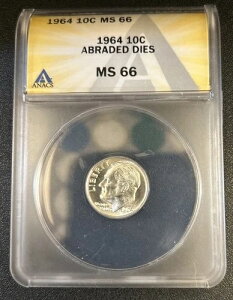 1964 10C MS 66
1964 10C
ABRADED DIES
MS 66
ANACS
LIBERTY